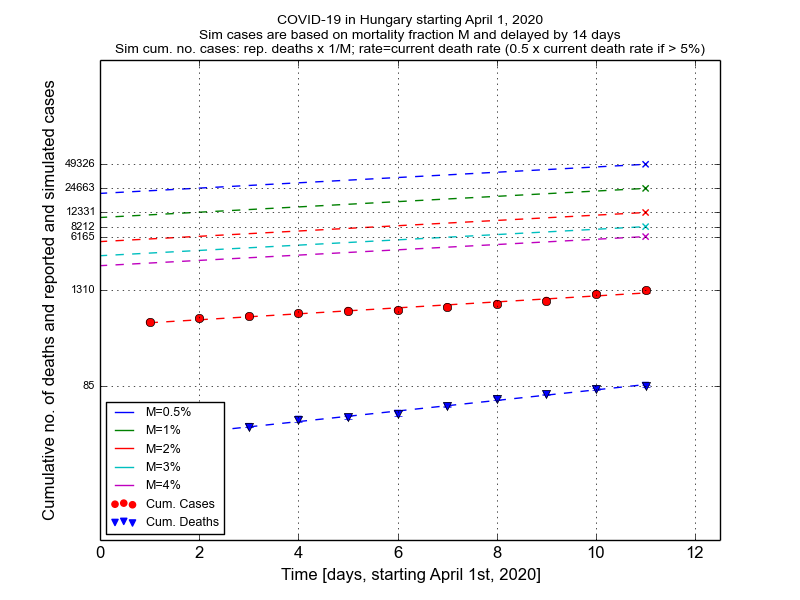 COVID-19 in Hungary starting April 1, 2020
Sim cases are based on mortality fraction M and delayed by 14 days
Sim cum. no. cases: rep. deaths x 1/M; rate=current death rate (0.5 x current death rate if > 5%)
Cumulative no. of deaths and reported and simulated cases
49326
24663
12331
8212
6165
1310
85
M=0.5%
M=1%
M=2%
M=3%
M=4%
Cum. Cases
Cum. Deaths
0 2 4 6 8 10 12
Time [days, starting April 1st, 2020]